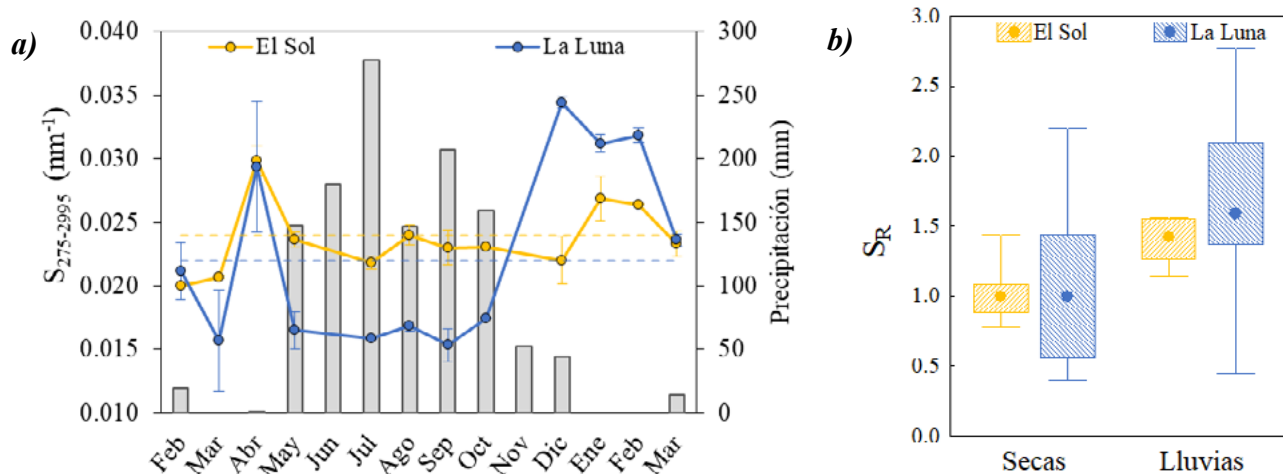 a)
El Sol
La Luna
0.040
0.035
0.030
0.025
0.020
0.015
0.010
S275-2995 (nm-1)
300
250
200
150
100
50
0
Precipitación (mm)
Feb
Mar
Abr
May
Jun
Jul
Ago
Sep
Oct
Nov
Dic
Ene
Feb
Mar
b)
El Sol
La Luna
3.0
2.5
2.0
1.5
1.0
0.5
0.0
SR
Secas
Lluvias